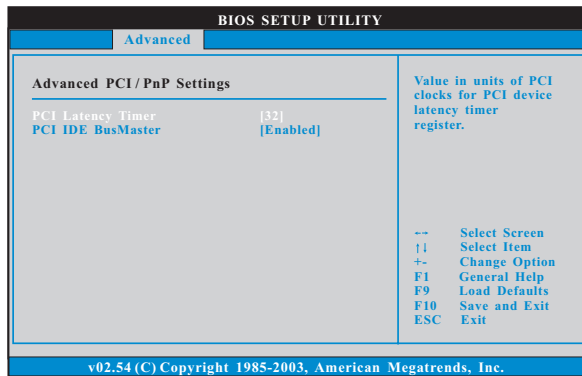 BIOS SETUP UTILITY
Advanced
Advanced PCI / PnP Settings
PCI Latency Timer [32]
PCI IDE BusMaster [Enabled]
Value in units of PCI
clocks for PCI device
latency timer
register.
←→ Select Screen
↑↓ Select Item
+- Change Option
F1 General Help
F9 Load Defaults
F10 Save and Exit
ESC Exit
v02.54 (C) Copyright 1985-2003, American Megatrends, Inc.